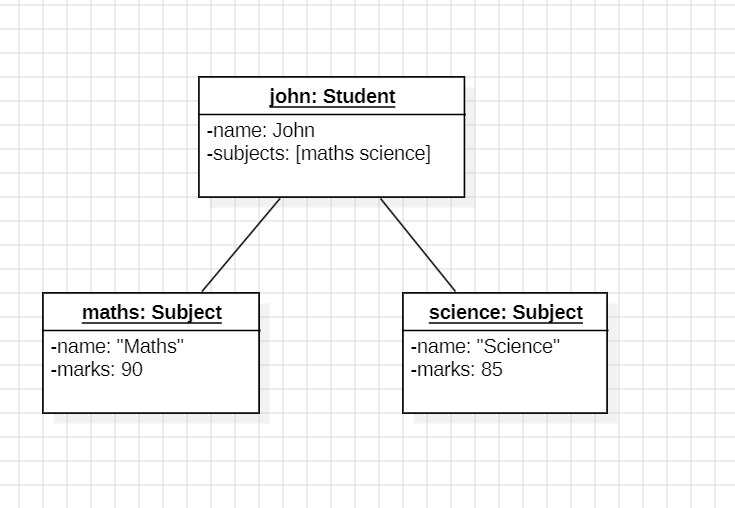 john: Student
-name: John
-subjects: [maths science]
maths: Subject
-name: "Maths"
-marks: 90
science: Subject
-name: "Science"
-marks: 85